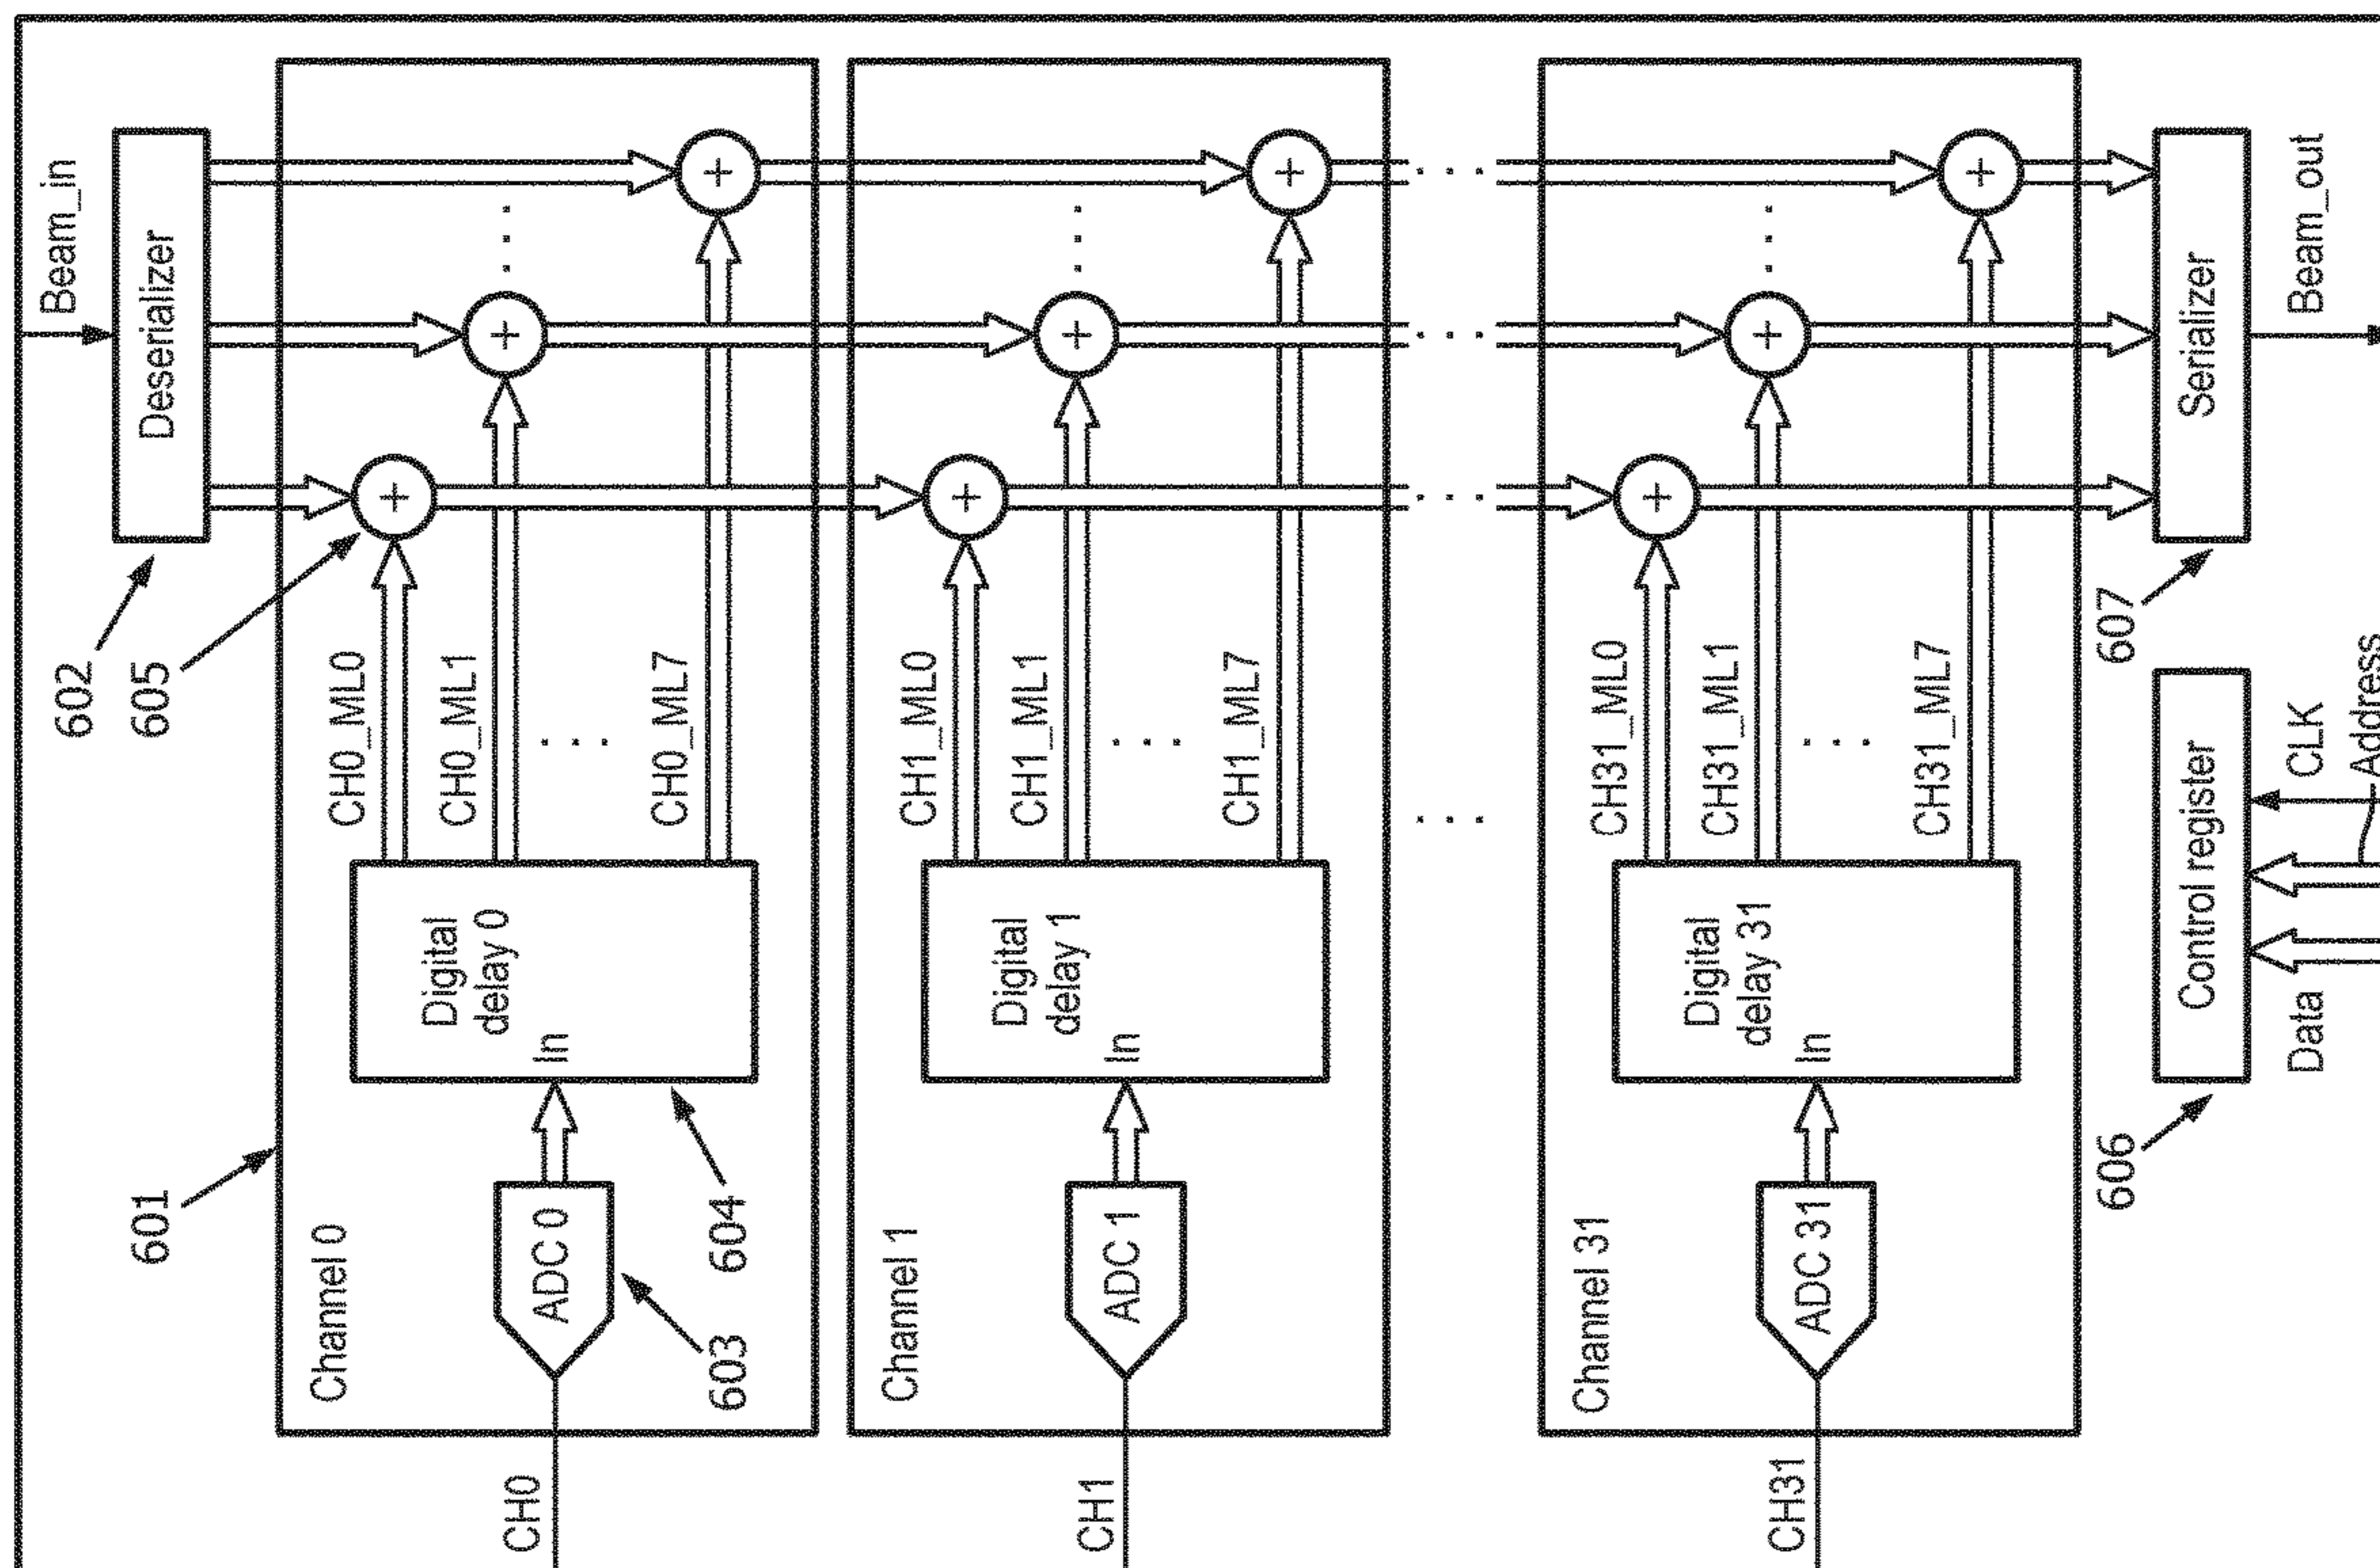 Beam_in
Deserializer
602
605
601
Channel 0
CH0
ADC 0
603
In
Digital
delay 0
604
CH0_ML0
CH0_ML1
. . .
CH0_ML7
+
+
. . .
+
Channel 1
CH1
ADC 1
In
Digital
delay 1
CH1_ML0
CH1_ML1
. . .
CH1_ML7
+
+
. . .
+
. . .
. . .
. . .
. . .
Channel 31
CH31
ADC 31
In
Digital
delay 31
CH31_ML0
CH31_ML1
. . .
CH31_ML7
+
+
. . .
+
606
Control register
Data
CLK
Address
607
Serializer
Beam_out